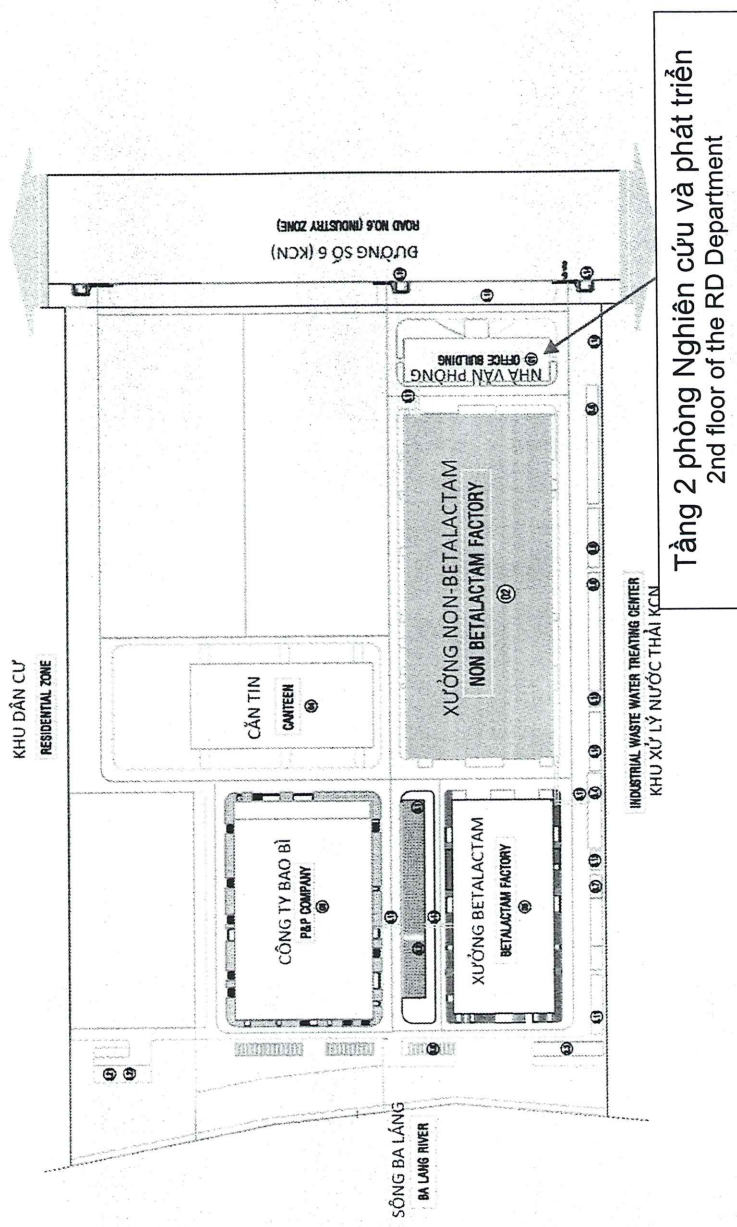 KHU DÂN CƯ
RESIDENTIAL ZONE
CĂN TIN
CANTEEN
CÔNG TY BAO BÌ
P&P COMPANY
ĐƯỜNG SỐ 6 (KCN)
ROAD NO.6 (INDUSTRY ZONE)
NHÀ VĂN PHÒNG
01 OFFICE BUILDING
XƯỞNG NON-BETALACTAM
NON BETALACTAM FACTORY
02
XƯỞNG BETALACTAM
BETALACTAM FACTORY
SÔNG BA LÁNG
BA LANG RIVER
INDUSTRIAL WASTE WATER TREATING CENTER
KHU XỬ LÝ NƯỚC THẢI KCN
Tầng 2 phòng Nghiên cứu và phát triển
2nd floor of the RD Department